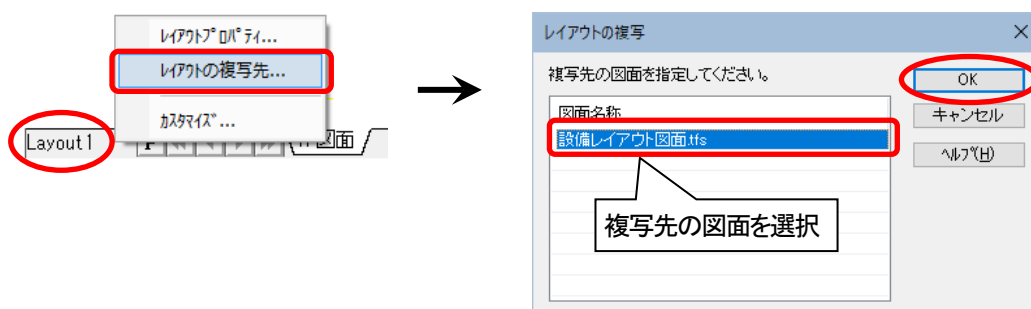 ﾚｲｱｳﾄﾌﾟﾛﾊﾟﾃｨ...
ﾚｲｱｳﾄの複写先...
ｶｽﾀﾏｲｽﾞ...
Layout1
図面
レイアウトの複写
複写先の図面を指定してください。
図面名称
設備レイアウト図面.tfs
複写先の図面を選択
OK
キャンセル
ﾍﾙﾌﾟ(H)